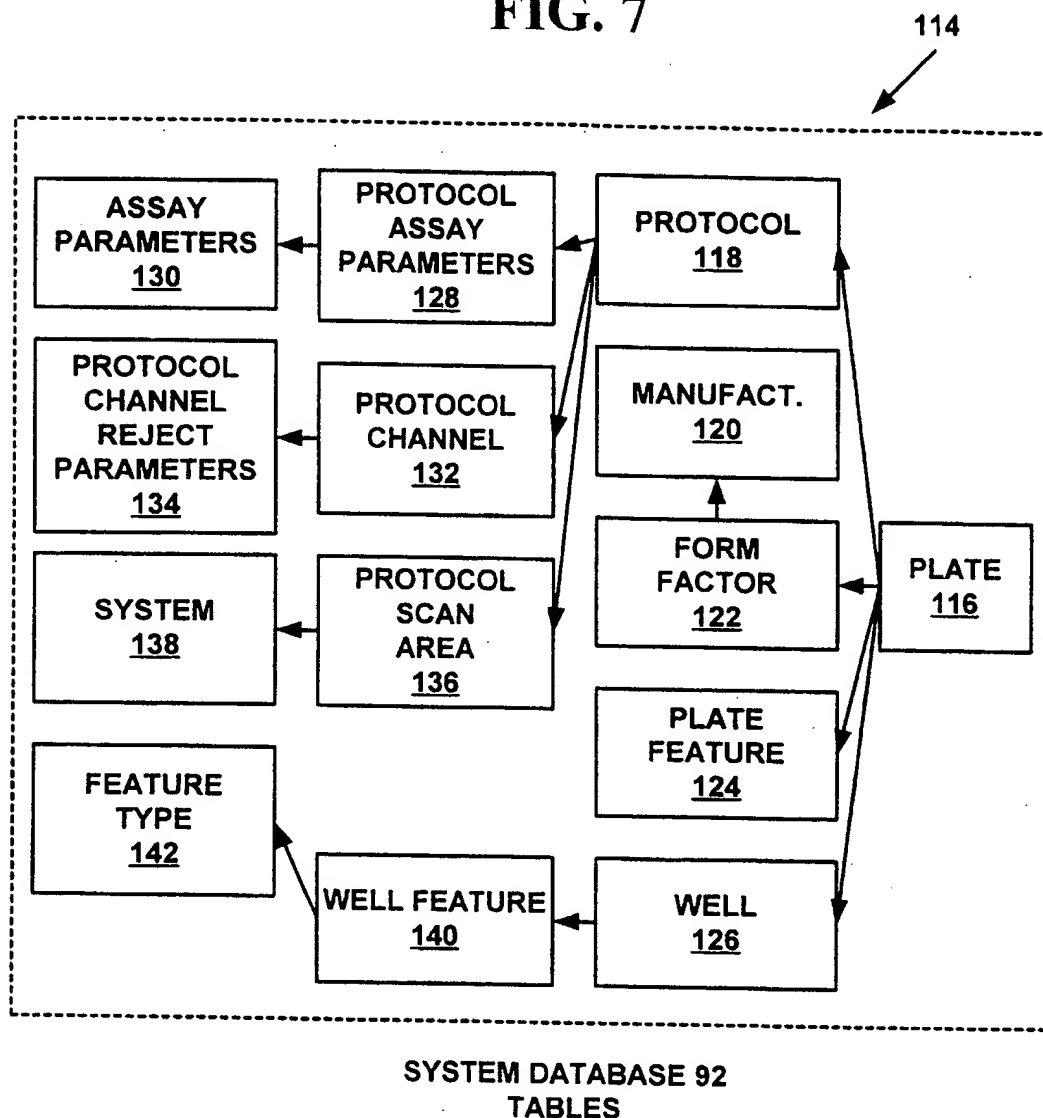 FIG. 7
114
ASSAY
PARAMETERS
130
PROTOCOL
ASSAY
PARAMETERS
128
PROTOCOL
118
PROTOCOL
CHANNEL
REJECT
PARAMETERS
134
PROTOCOL
CHANNEL
132
MANUFACT.
120
SYSTEM
138
PROTOCOL
SCAN
AREA
136
FORM
FACTOR
122
PLATE
116
PLATE
FEATURE
124
FEATURE
TYPE
142
WELL FEATURE
140
WELL
126
SYSTEM DATABASE 92
TABLES